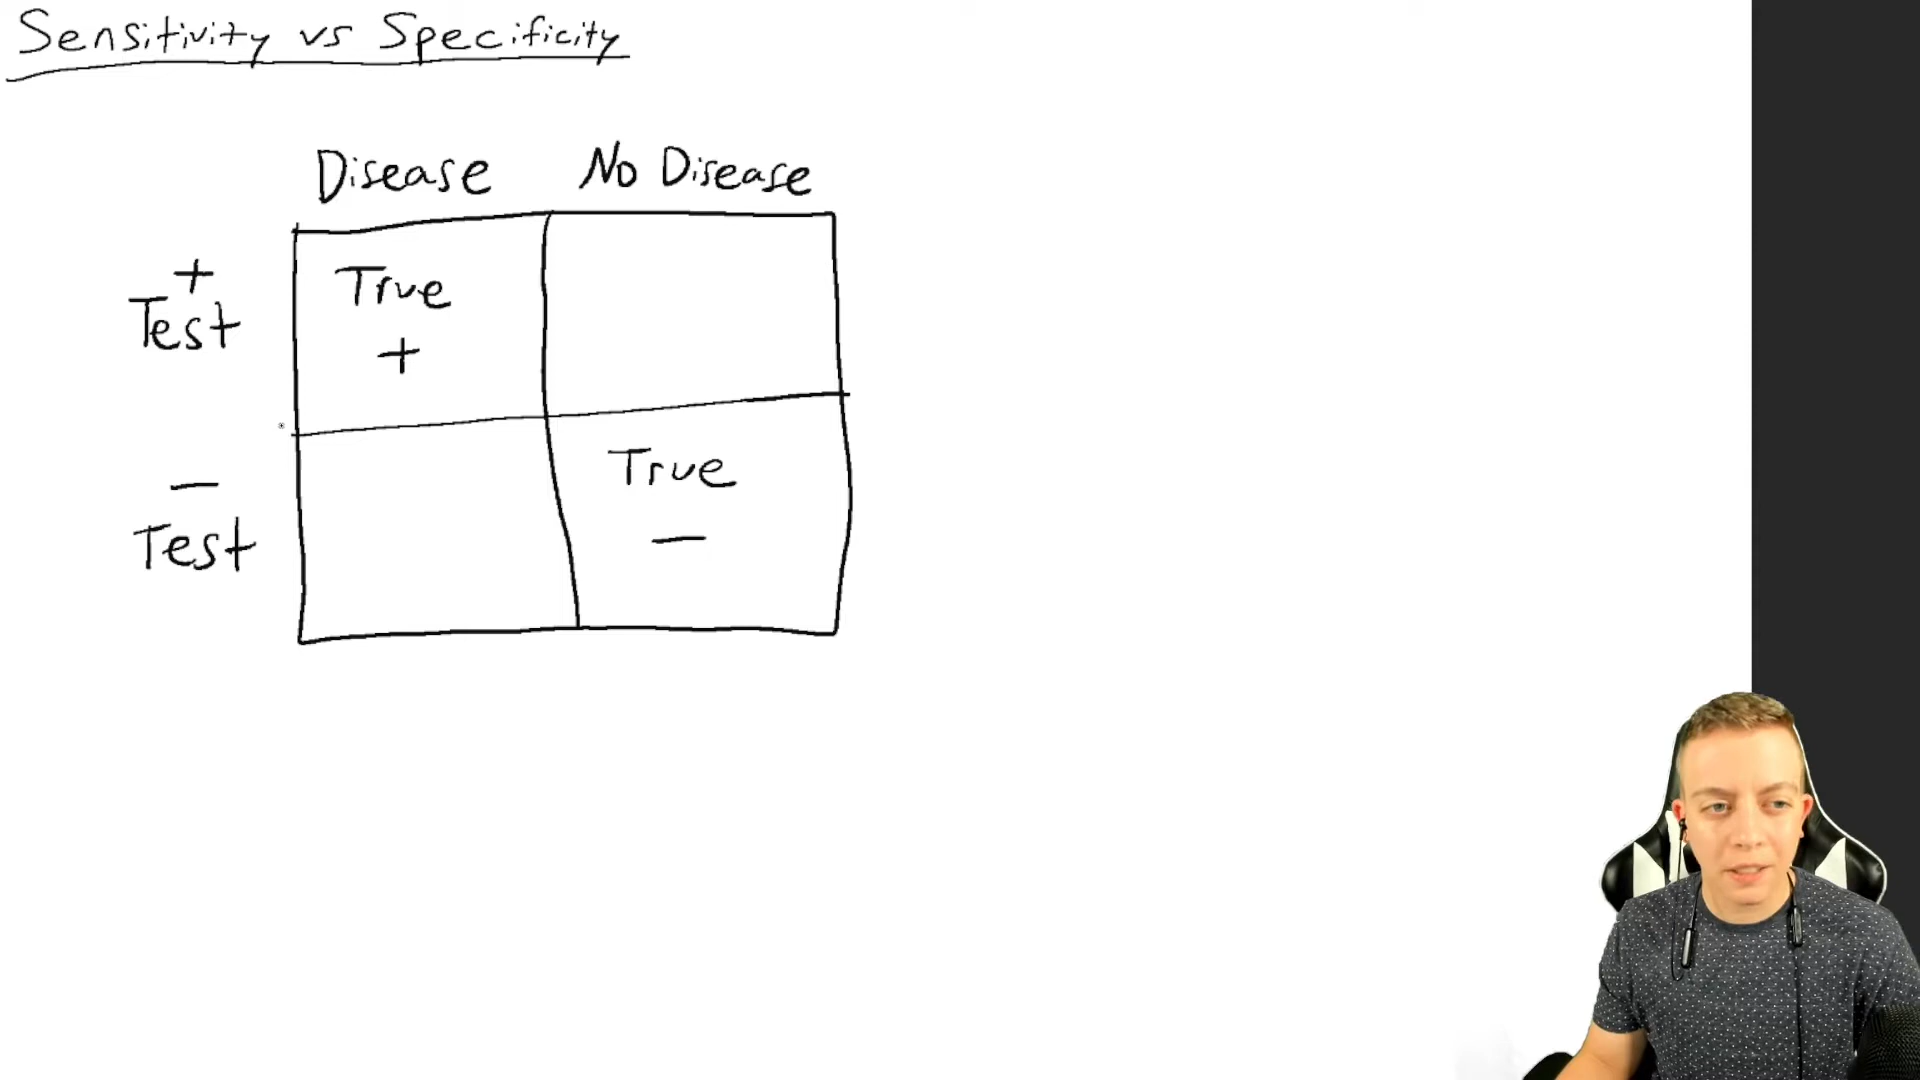 Sensitivity vs Specificity
Disease No Disease
+
Test
True
+
-
Test
True
-